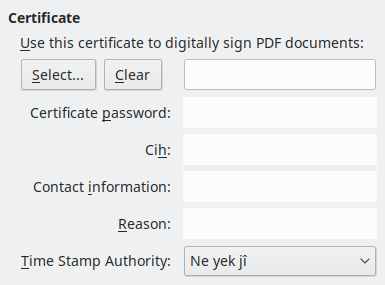 Certificate
Use this certificate to digitally sign PDF documents:
Select... Clear
Certificate password:
Cih:
Contact information:
Reason:
Time Stamp Authority: Ne yek jî